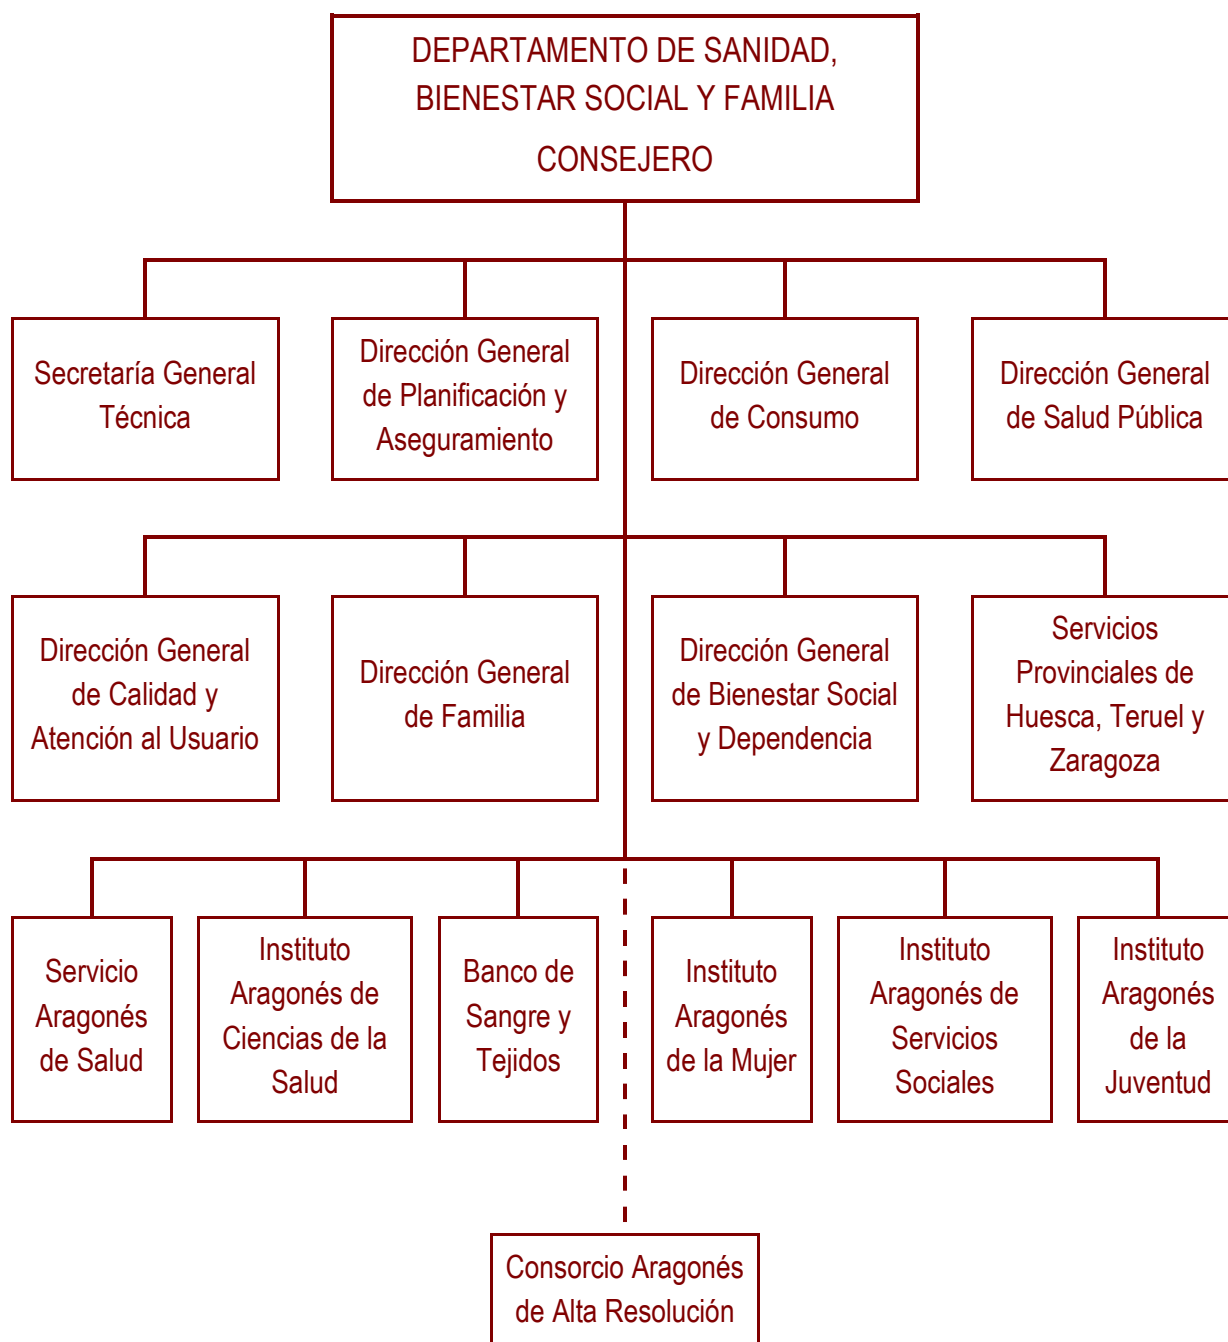 DEPARTAMENTO DE SANIDAD,
BIENESTAR SOCIAL Y FAMILIA
CONSEJERO
Secretaría General
Técnica
Dirección General
de Planificación y
Aseguramiento
Dirección General
de Consumo
Dirección General
de Salud Pública
Dirección General
de Calidad y
Atención al Usuario
Dirección General
de Familia
Dirección General
de Bienestar Social
y Dependencia
Servicios
Provinciales de
Huesca, Teruel y
Zaragoza
Servicio
Aragonés
de Salud
Instituto
Aragonés de
Ciencias de la
Salud
Banco de
Sangre y
Tejidos
Instituto
Aragonés
de la Mujer
Instituto
Aragonés de
Servicios
Sociales
Instituto
Aragonés
de la
Juventud
Consorcio Aragonés
de Alta Resolución